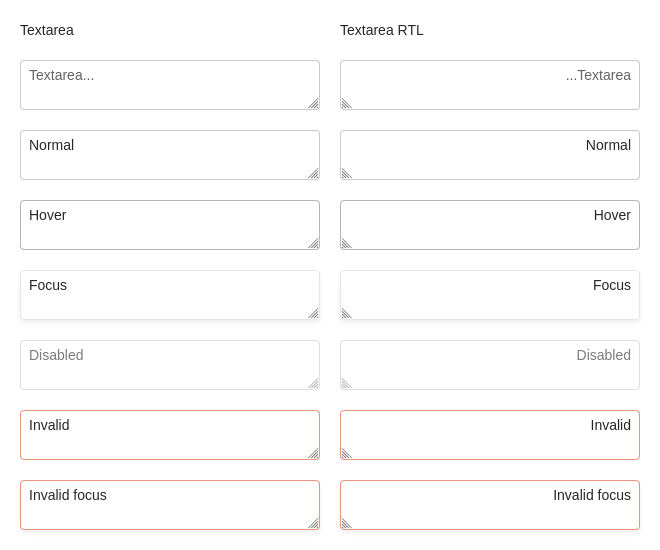 Textarea
Textarea RTL
Textarea...
...Textarea
Normal
Normal
Hover
Hover
Focus
Focus
Disabled
Disabled
Invalid
Invalid
Invalid focus
Invalid focus